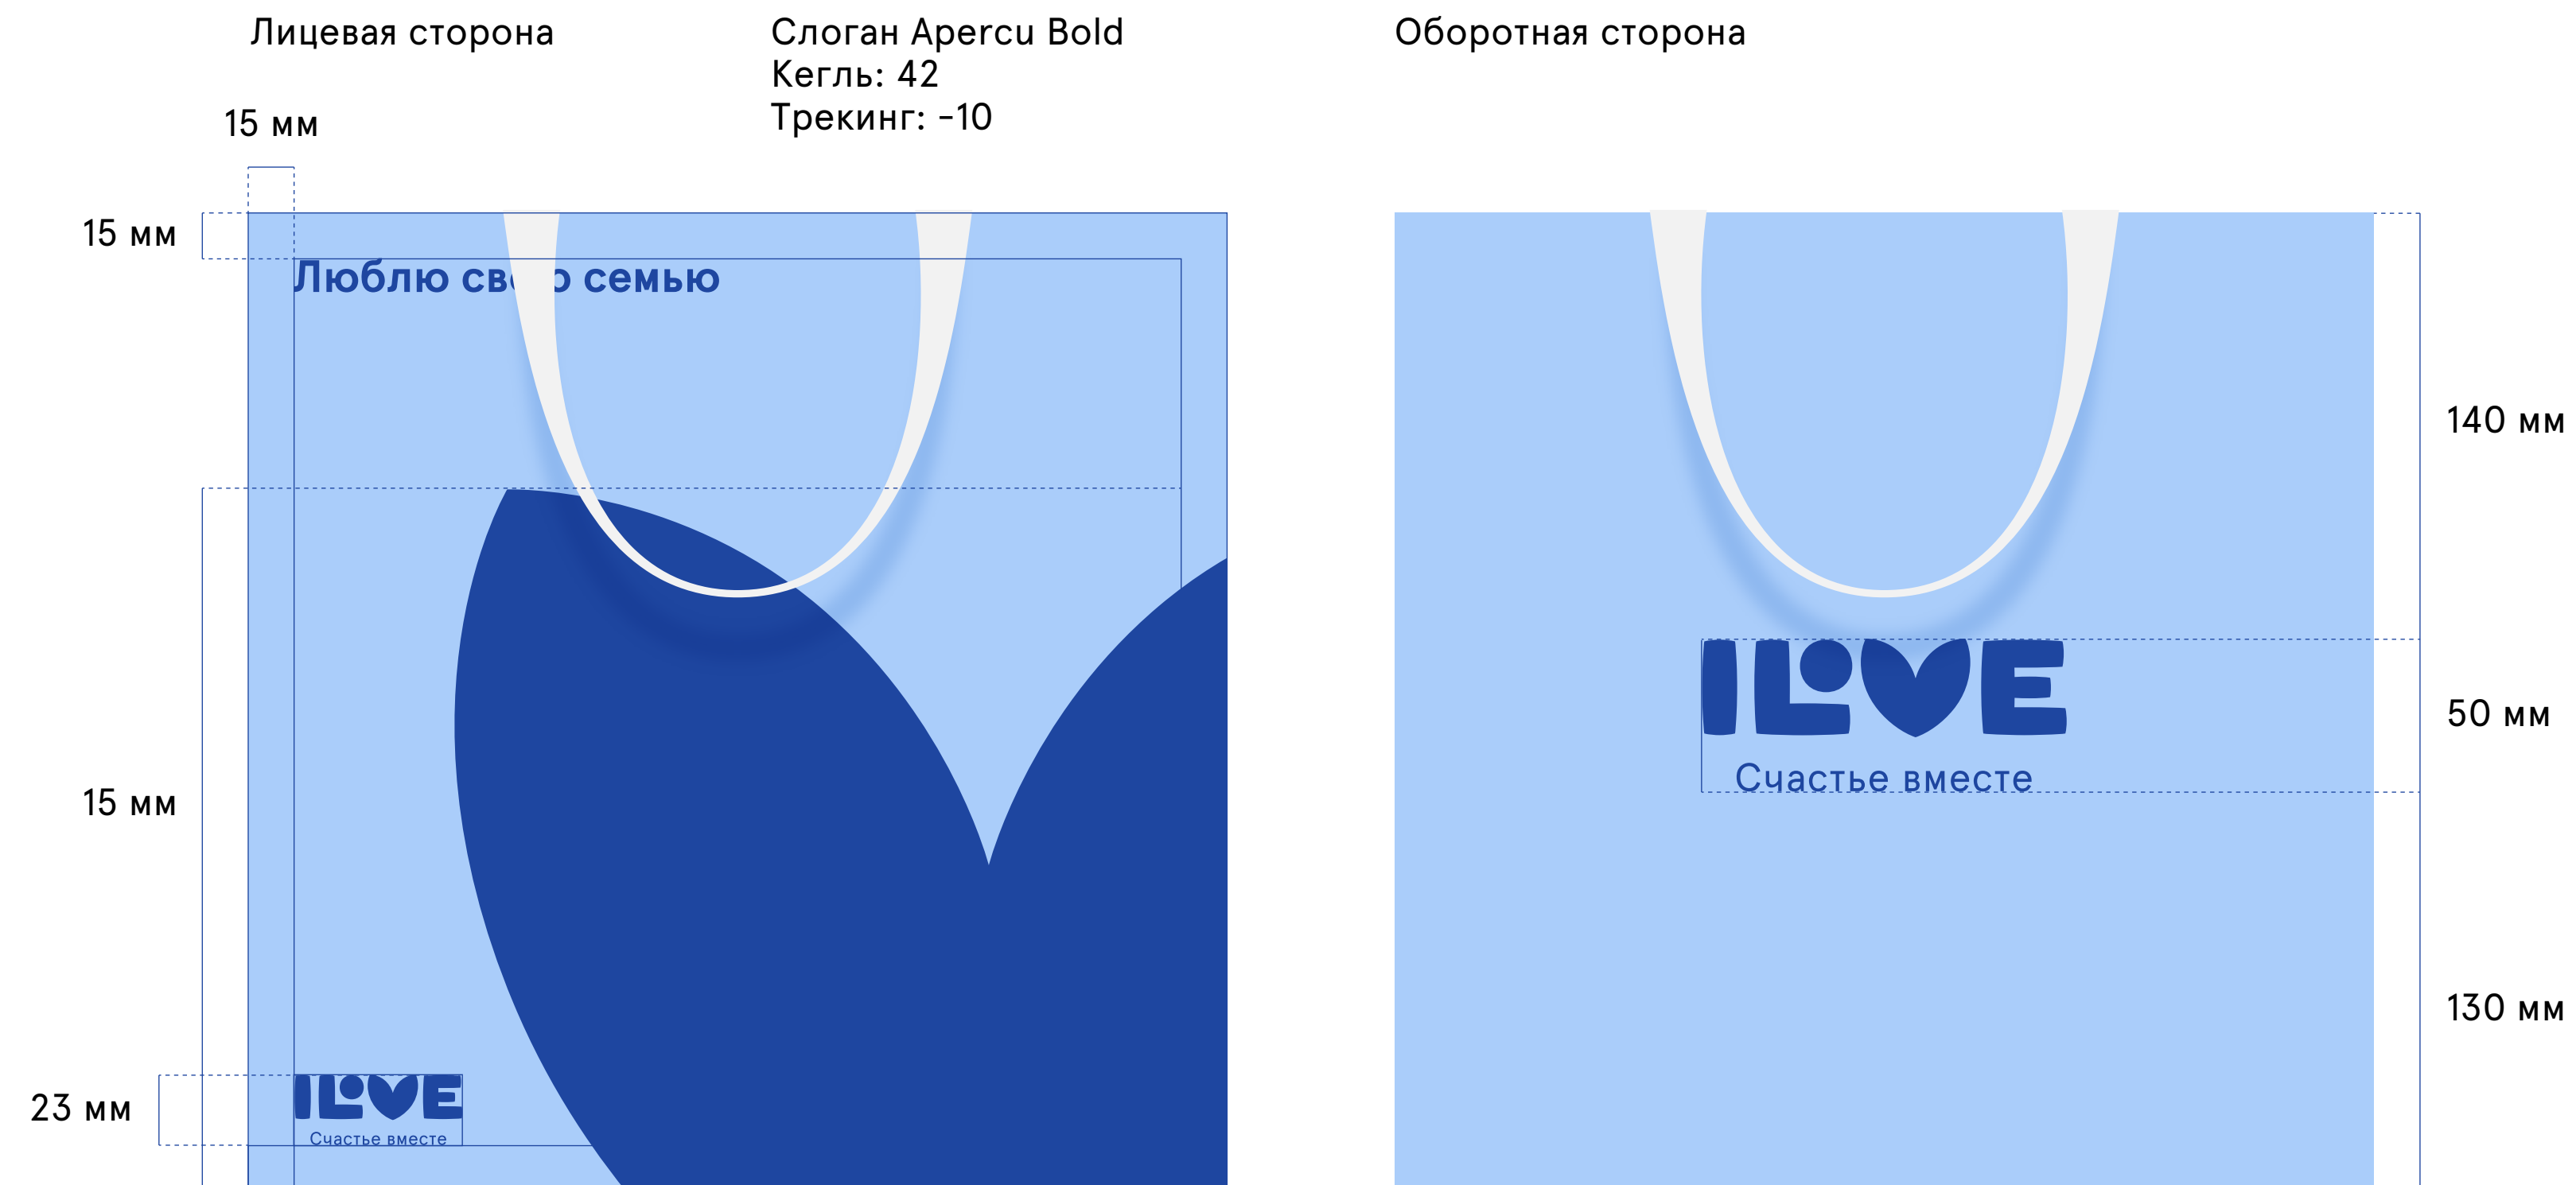 Лицевая сторона
Слоган Apercu Bold
Кегль: 42
Трекинг: -10
Оборотная сторона
15 мм
15 мм
Люблю свою семью
15 мм
23 мм
ILOVE
Счастье вместе
140 мм
ILOVE
Счастье вместе
50 мм
130 мм